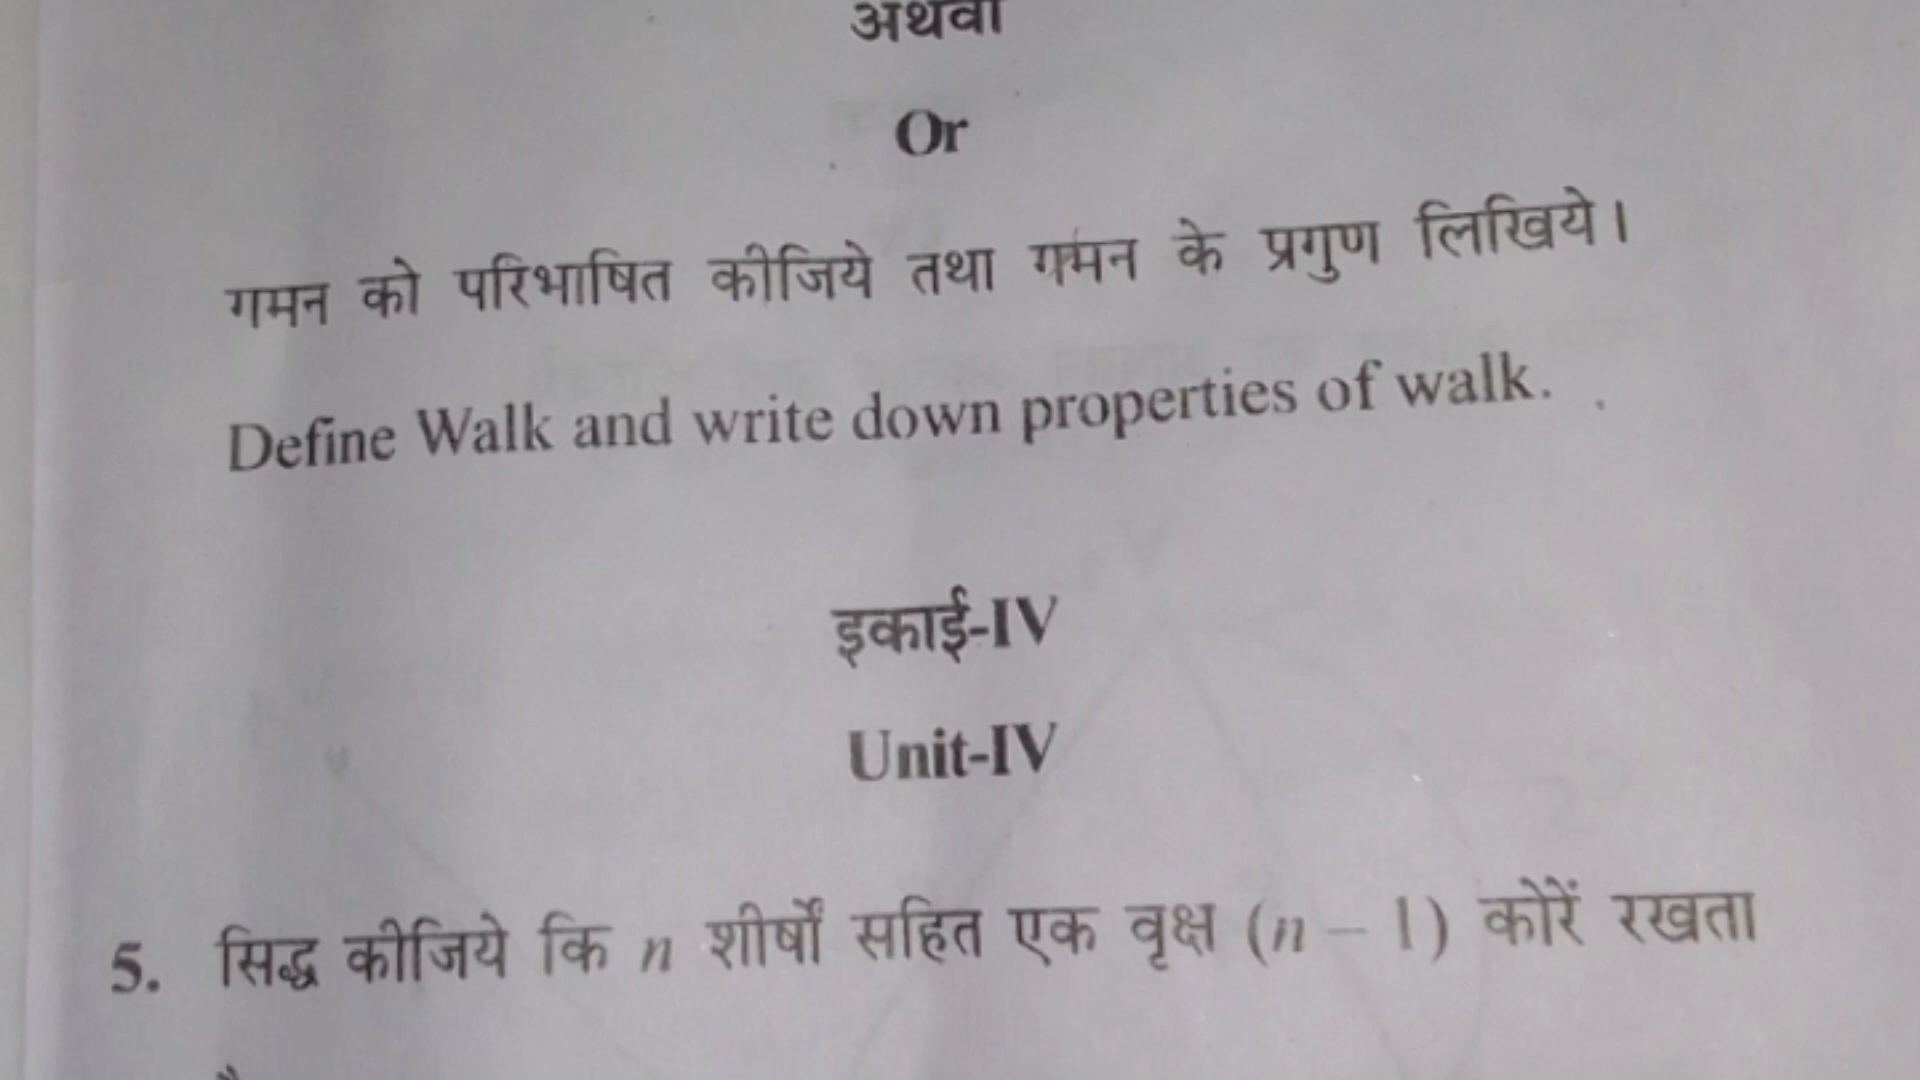 अथवा
Or
गमन को परिभाषित कीजिये तथा गमन के प्रगुण लिखिये।
Define Walk and write down properties of walk.
इकाई-IV
Unit-IV
5. सिद्ध कीजिये कि n शीर्षों सहित एक वृक्ष (n – 1) कोरें रखता